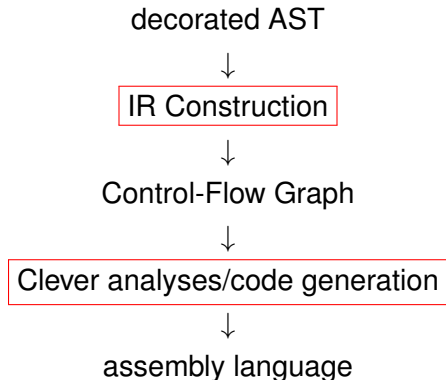 decorated AST
↓
IR Construction
↓
Control-Flow Graph
↓
Clever analyses/code generation
↓
assembly language